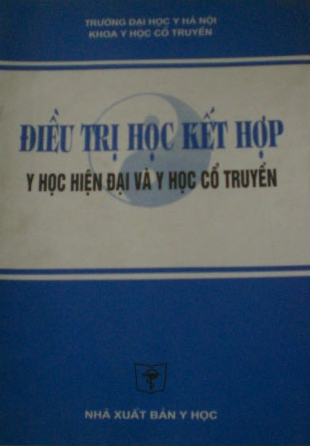 TRƯỜNG ĐẠI HỌC Y HÀ NỘI
KHOA Y HỌC CỔ TRUYỀN
ĐIỀU TRỊ HỌC KẾT HỢP
Y HỌC HIỆN ĐẠI VÀ Y HỌC CỔ TRUYỀN
NHÀ XUẤT BẢN Y HỌC